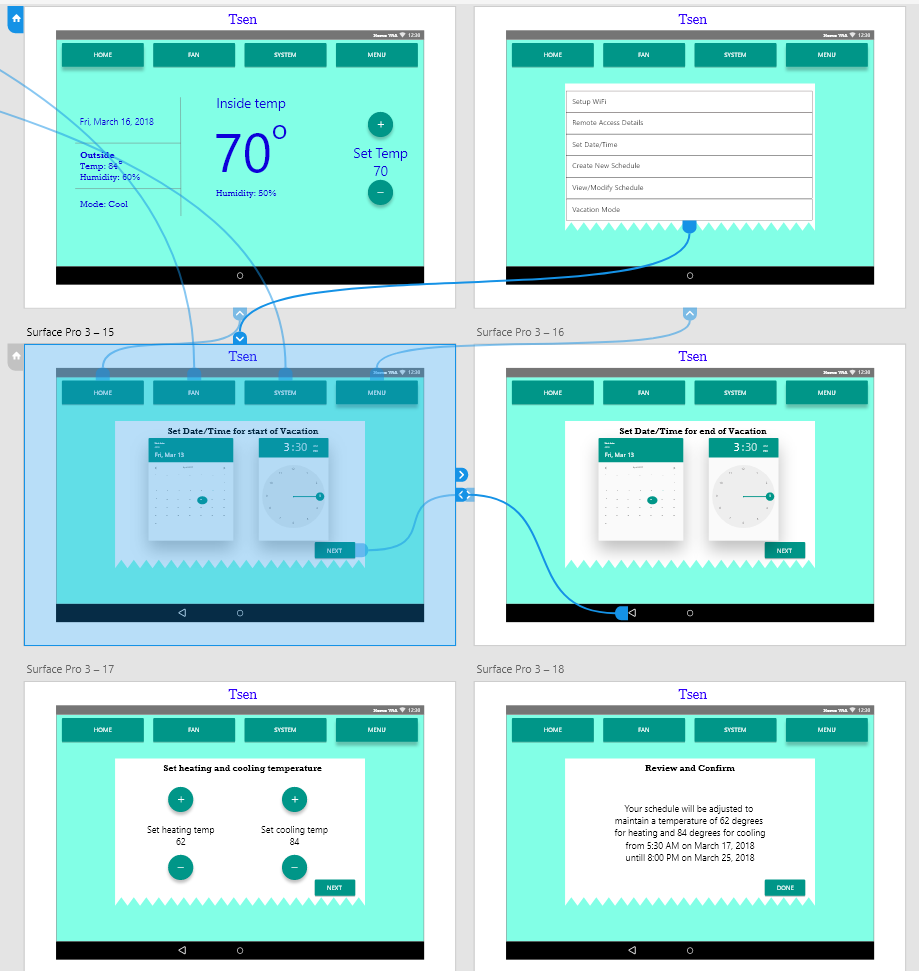 Tsen
12:30
HOME
FAN
SYSTEM
MENU
Inside temp
Fri, March 16, 2018
70°
Outside
Temp: 84°
Humidity: 60%
Set Temp
70
Humidity: 50%
Mode: Cool
Tsen
12:30
HOME
FAN
SYSTEM
MENU
Setup WiFi
Remote Access Details
Set Date/Time
Create New Schedule
View/Modify Schedule
Vacation Mode
Surface Pro 3 – 15
Surface Pro 3 – 16
Tsen
12:30
HOME
FAN
SYSTEM
MENU
Set Date/Time for start of Vacation
Fri, Mar 13
3:30
NEXT
Tsen
12:30
HOME
FAN
SYSTEM
MENU
Set Date/Time for end of Vacation
Fri, Mar 13
3:30
NEXT
Surface Pro 3 – 17
Surface Pro 3 – 18
Tsen
12:30
HOME
FAN
SYSTEM
MENU
Set heating and cooling temperature
Set heating temp
62
Set cooling temp
84
NEXT
Tsen
12:30
HOME
FAN
SYSTEM
MENU
Review and Confirm
Your schedule will be adjusted to
maintain a temperature of 62 degrees
for heating and 84 degrees for cooling
from 5:30 AM on March 17, 2018
untill 8:00 PM on March 25, 2018
DONE